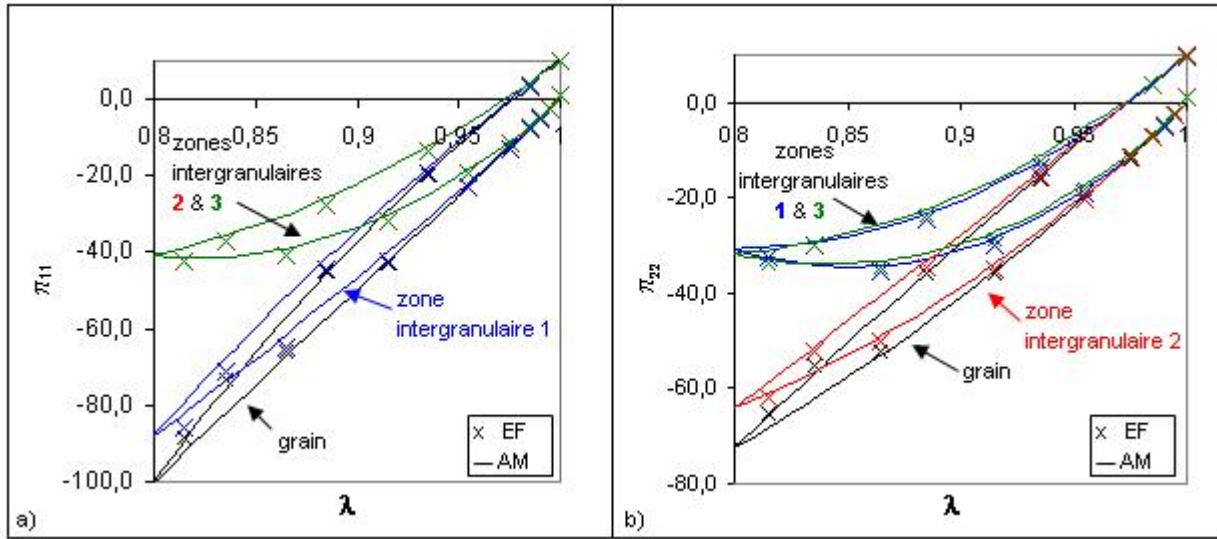 0,0
-20,0
-40,0
-60,0
-80,0
-100,0
π11
0,8 0,85 0,9 0,95 1
zones
intergranulaires
2 & 3
zone
intergranulaire 1
grain
× EF
— AM
λ
a)
0,0
-20,0
-40,0
-60,0
-80,0
π22
0,8 0,85 0,9 0,95 1
zones
intergranulaires
1 & 3
zone
intergranulaire 2
grain
× EF
— AM
λ
b)